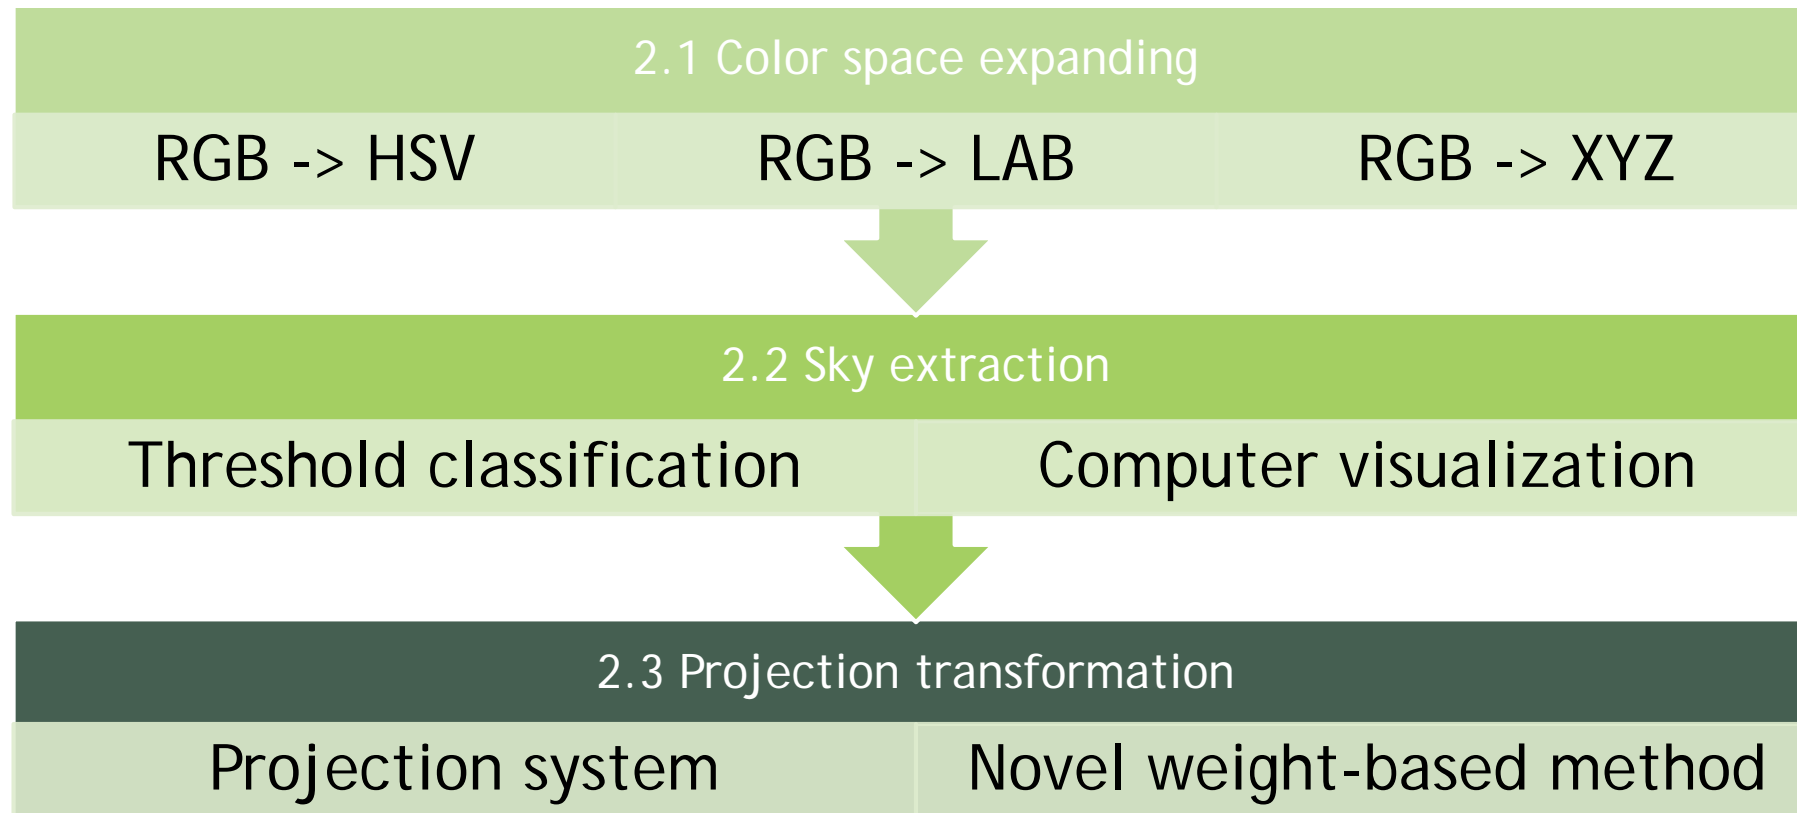 2.1 Color space expanding
RGB -> HSV RGB -> LAB RGB -> XYZ
2.2 Sky extraction
Threshold classification Computer visualization
2.3 Projection transformation
Projection system Novel weight-based method